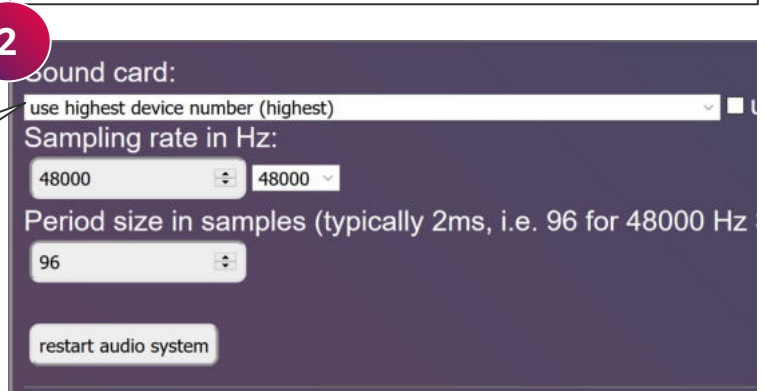 2
Sound card:
use highest device number (highest)
Sampling rate in Hz:
48000 48000
Period size in samples (typically 2ms, i.e. 96 for 48000 Hz
96
restart audio system